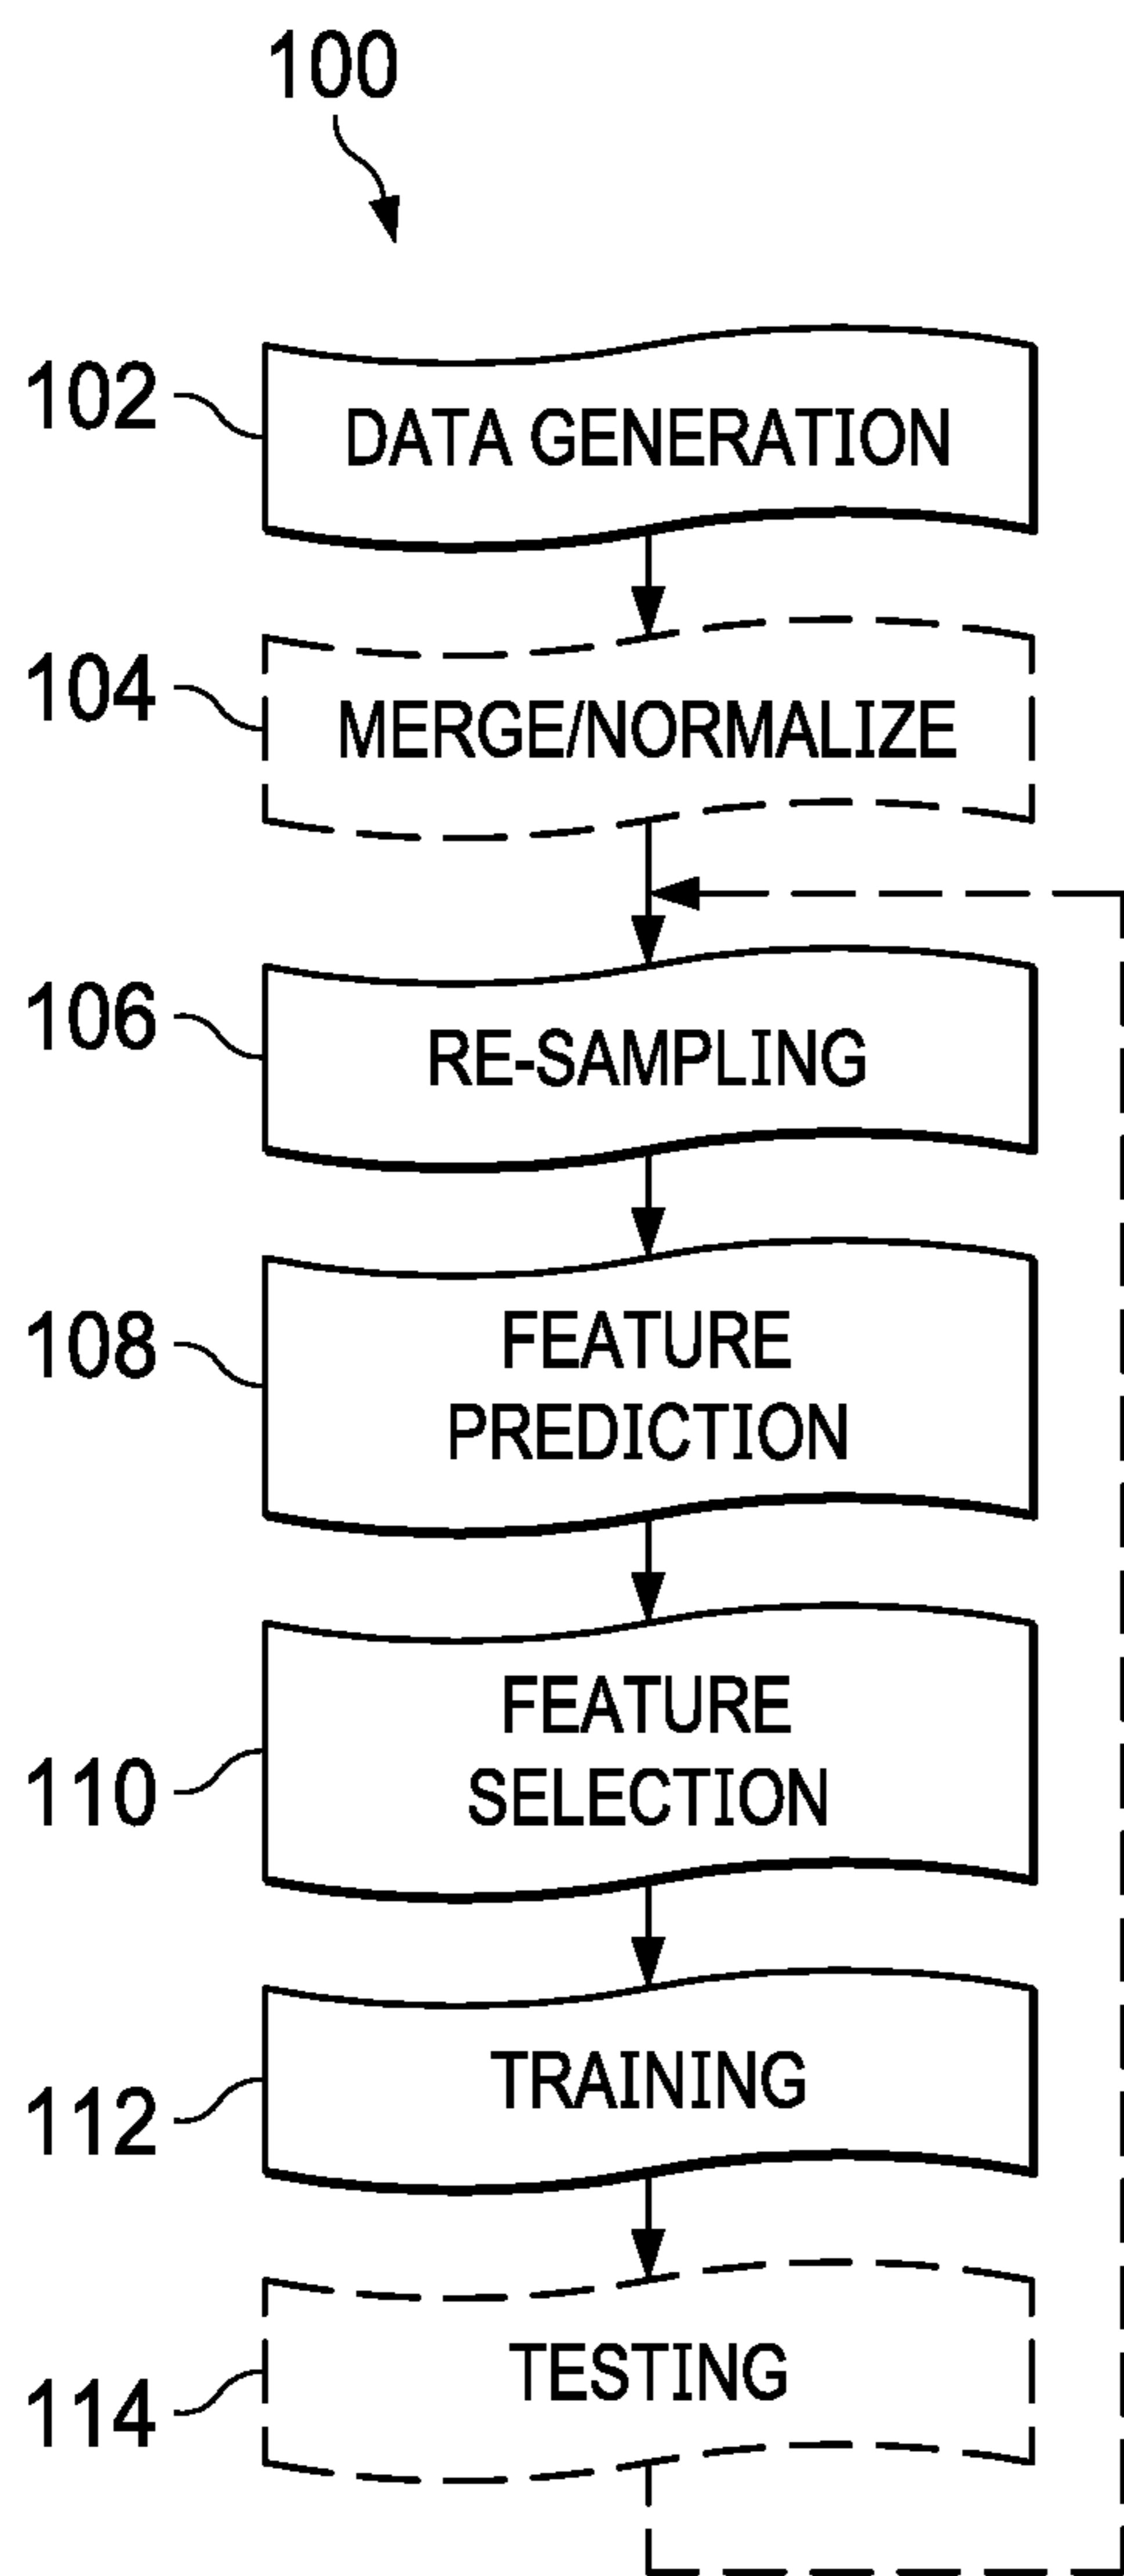 100
102
DATA GENERATION
104
MERGE/NORMALIZE
106
RE-SAMPLING
108
FEATURE
PREDICTION
110
FEATURE
SELECTION
112
TRAINING
114
TESTING